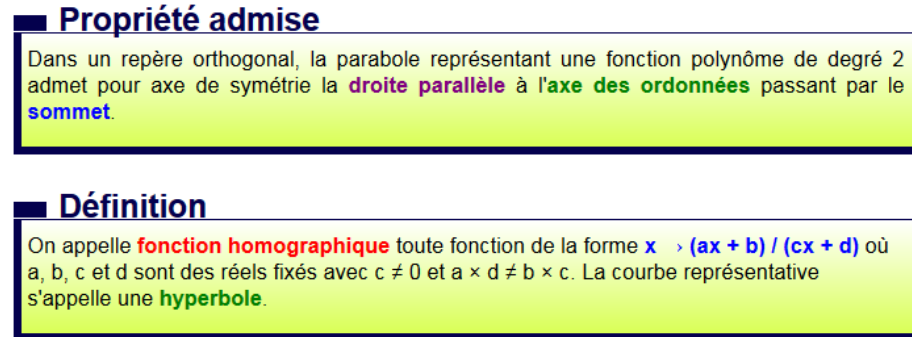 Propriété admise
Dans un repère orthogonal, la parabole représentant une fonction polynôme de degré 2
admet pour axe de symétrie la droite parallèle à l'axe des ordonnées passant par le
sommet.
Définition
On appelle fonction homographique toute fonction de la forme x → (ax + b) / (cx + d) où
a, b, c et d sont des réels fixés avec c ≠ 0 et a × d ≠ b × c. La courbe représentative
s'appelle une hyperbole.